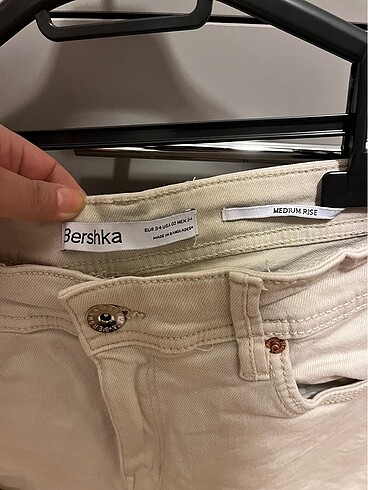 Bershka
EUR 34 USA 02 MEX 24
MADE IN BANGLADESH
MEDIUM RISE